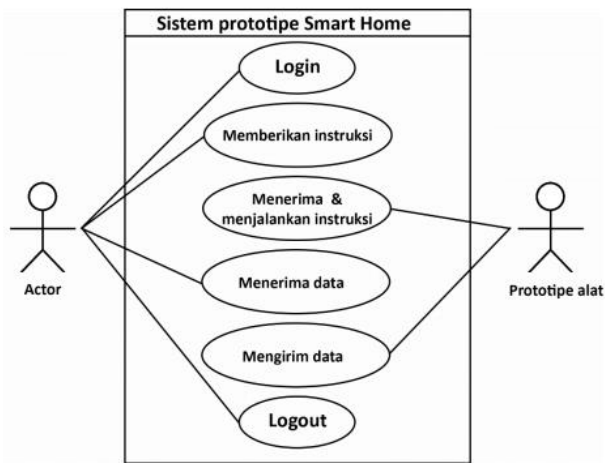 Sistem prototipe Smart Home
Login
Memberikan instruksi
Menerima & 
menjalankan instruksi
Menerima data
Mengirim data
Logout
Actor
Prototipe alat